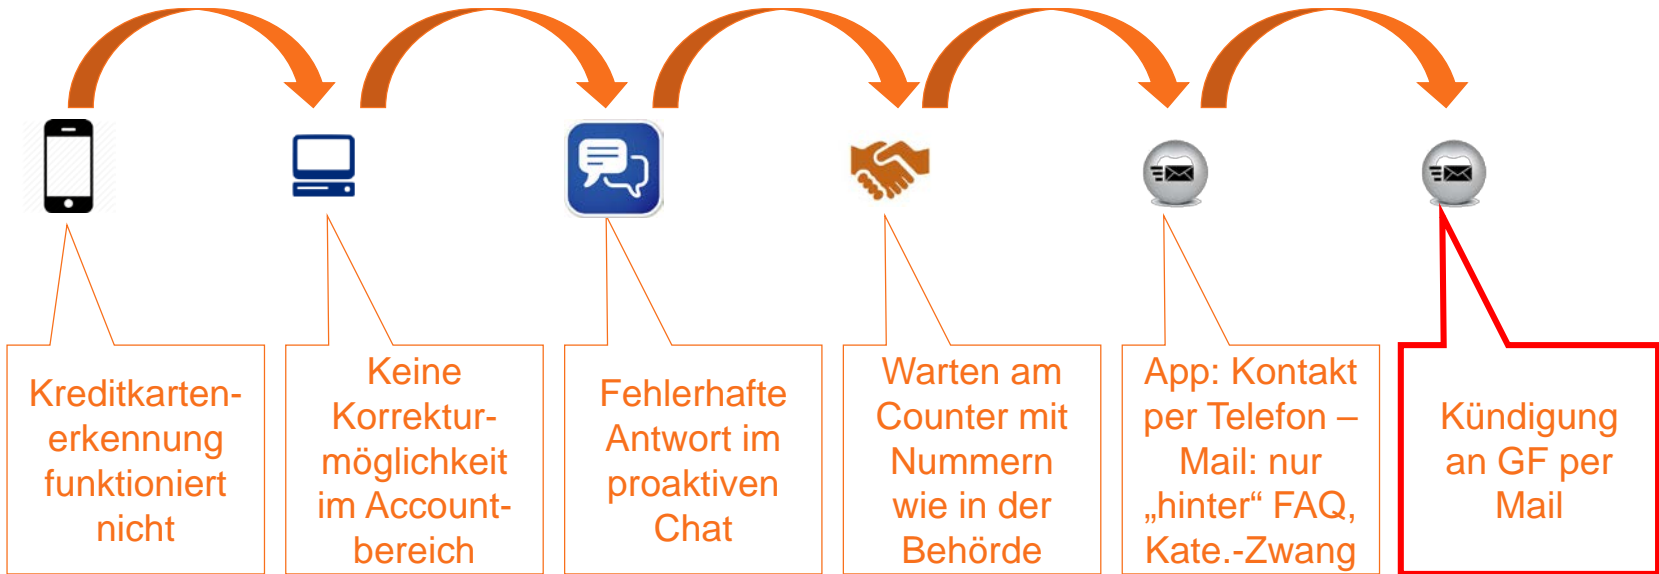 Kreditkarten-
erkennung
funktioniert
nicht
Keine
Korrektur-
möglichkeit
im Account-
bereich
Fehlerhafte
Antwort im
proaktiven
Chat
Warten am
Counter mit
Nummern
wie in der
Behörde
App: Kontakt
per Telefon –
Mail: nur
„hinter“ FAQ,
Kate.-Zwang
Kündigung
an GF per
Mail